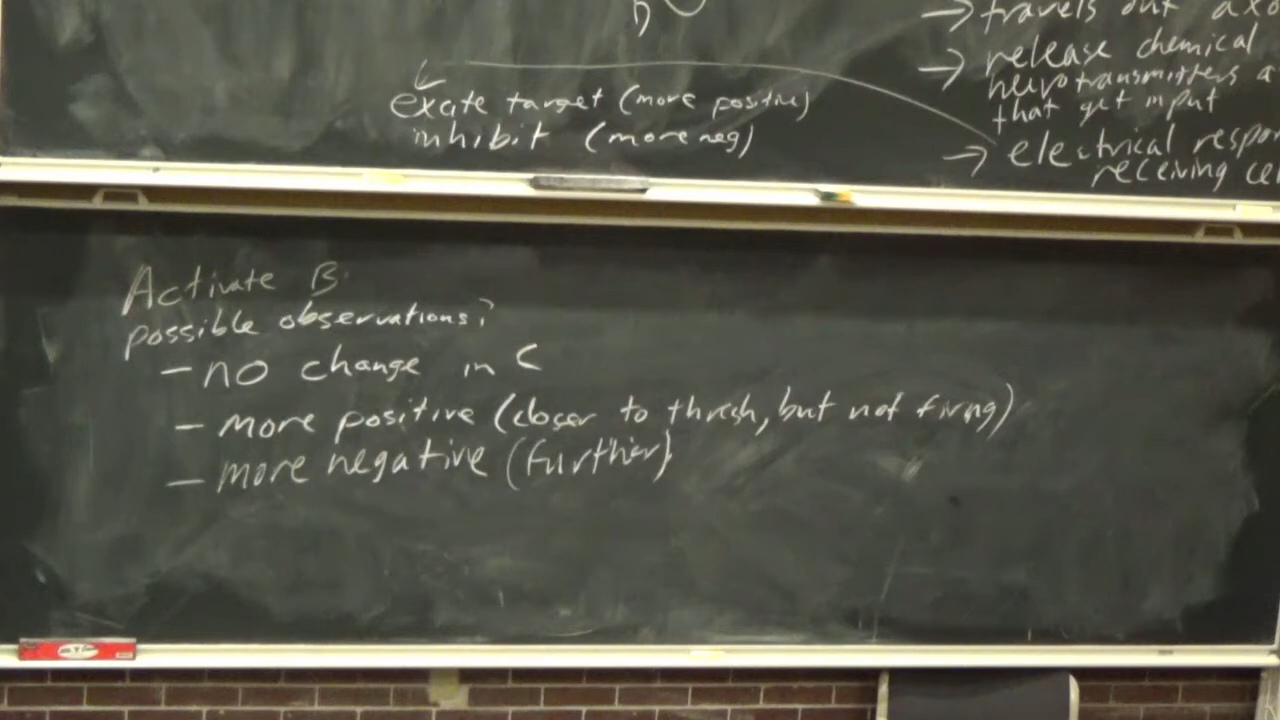 → travels out axo
→ release chemical
neurotransmitters a
that get input
→ electrical respo
receiving ce
excite target (more positive)
inhibit (more neg)
Activate B:
possible observations?
- no change in C
- more positive (closer to thresh, but not firing)
- more negative (further)